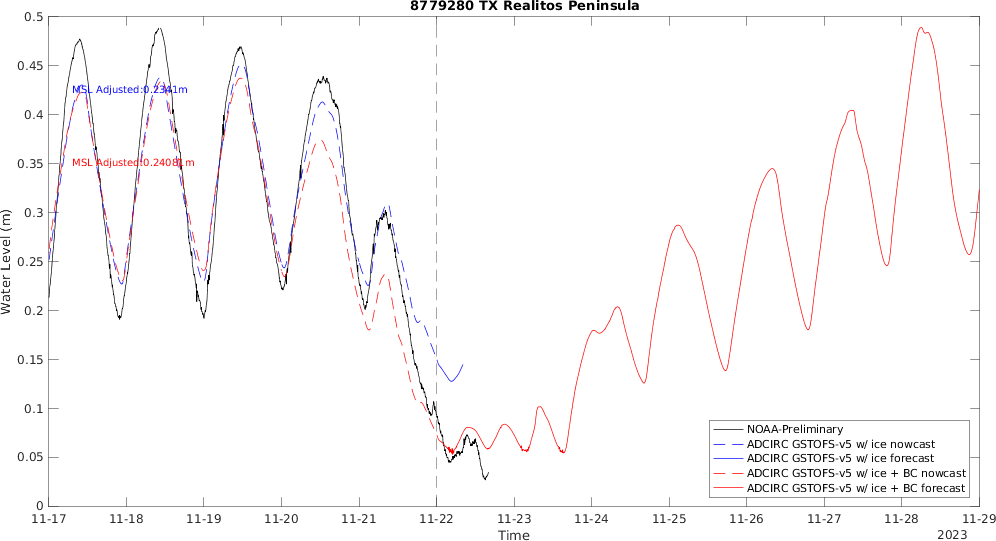 8779280 TX Realitos Peninsula
0.5
0.45
0.4
0.35
0.3
0.25
0.2
0.15
0.1
0.05
0
Water Level (m)
MSL Adjusted:0.2341m
MSL Adjusted:0.24081m
NOAA-Preliminary
ADCIRC GSTOFS-v5 w/ ice nowcast
ADCIRC GSTOFS-v5 w/ ice forecast
ADCIRC GSTOFS-v5 w/ ice + BC nowcast
ADCIRC GSTOFS-v5 w/ ice + BC forecast
11-17 11-18 11-19 11-20 11-21 11-22 11-23 11-24 11-25 11-26 11-27 11-28 11-29
Time
2023